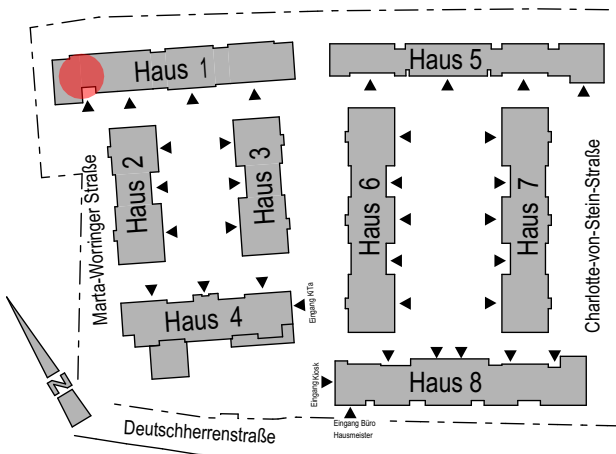 Haus 1
Haus 5
Haus 2
Haus 3
Haus 6
Haus 7
Marta-Worringer Straße
Charlotte-von-Stein-Straße
Haus 4
Eingang KiTa
Haus 8
Eingang Kiosk
N
Eingang Büro
Hausmeister
Deutschherrenstraße